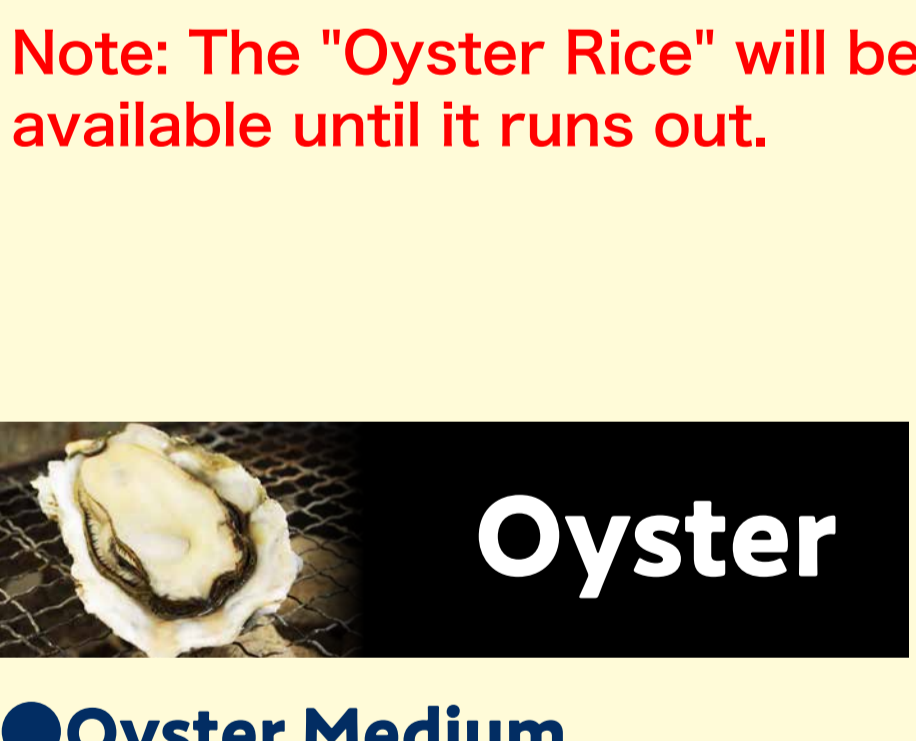 Note: The "Oyster Rice" will be
available until it runs out.
Oyster
●Oyster Medium